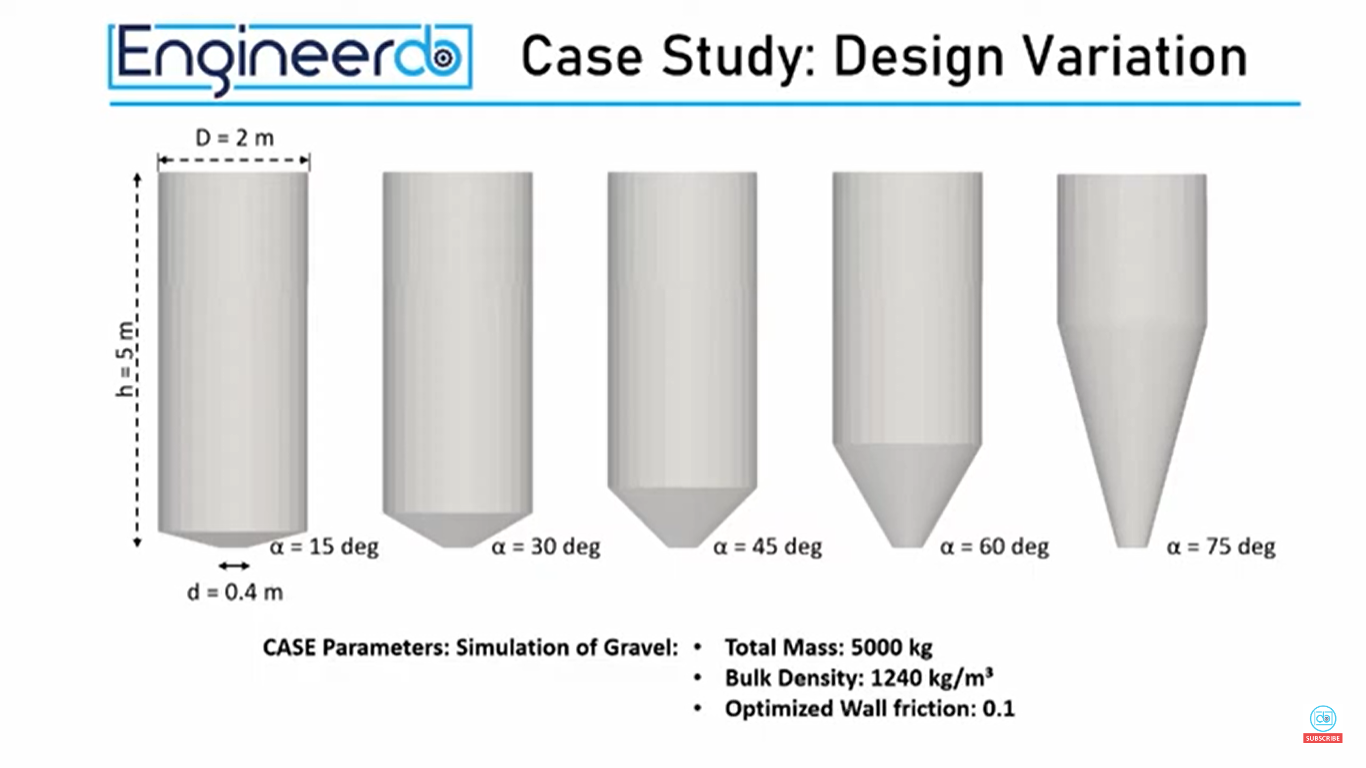 Engineerdo
Case Study: Design Variation
D = 2 m
h = 5 m
α = 15 deg
α = 30 deg
α = 45 deg
α = 60 deg
α = 75 deg
d = 0.4 m
CASE Parameters: Simulation of Gravel:
• Total Mass: 5000 kg
• Bulk Density: 1240 kg/m³
• Optimized Wall friction: 0.1
SUBSCRIBE